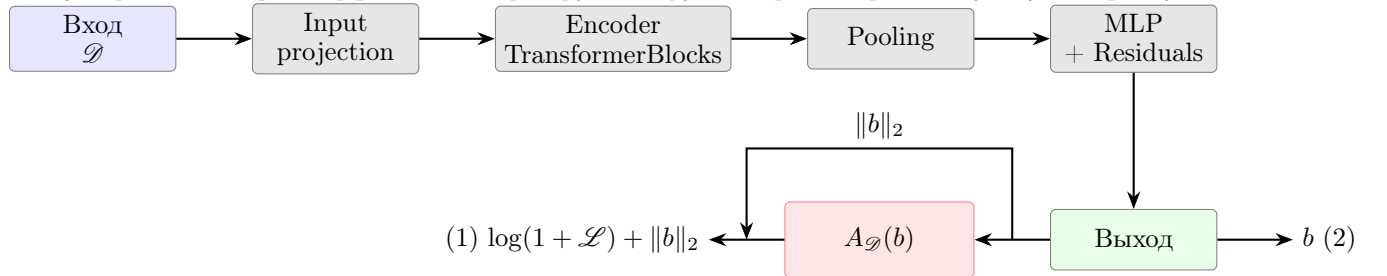 Вход
𝒟
Input
projection
Encoder
TransformerBlocks
Pooling
MLP
+ Residuals
‖b‖₂
(1) log(1 + ℒ) + ‖b‖₂
A𝒟(b)
Выход
b (2)